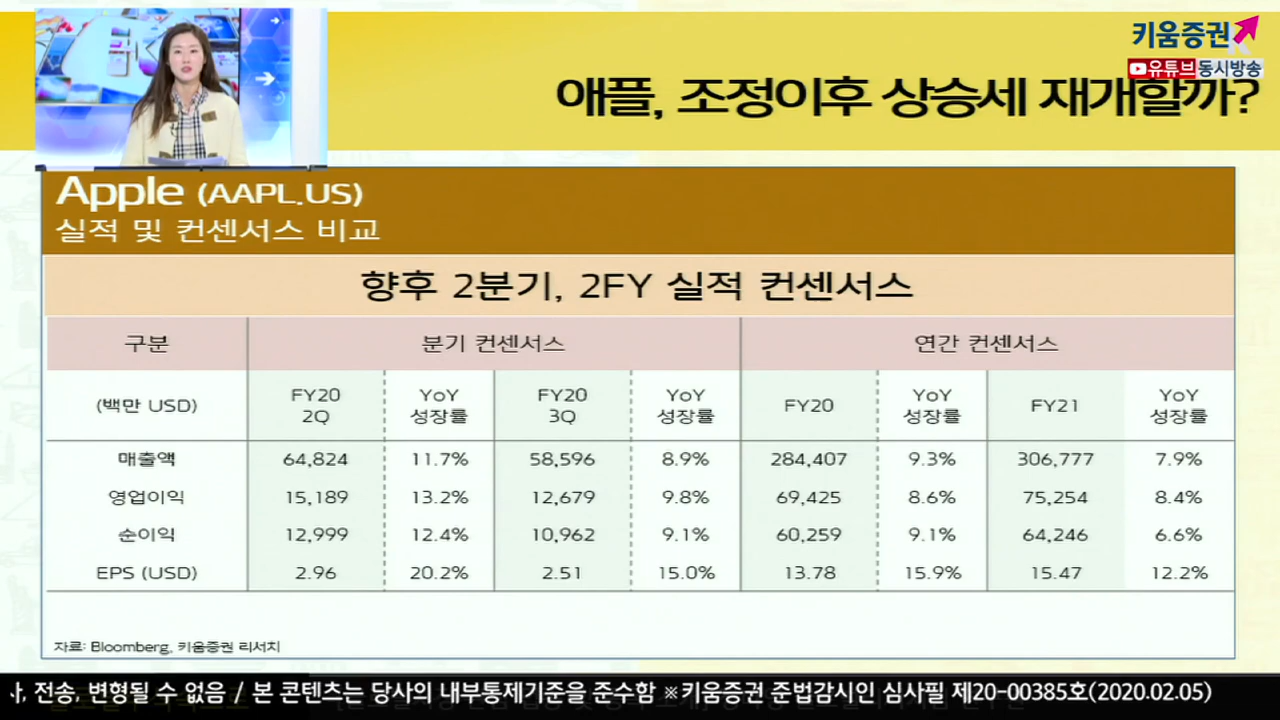 키움증권
유튜브동시방송
애플, 조정이후 상승세 재개할까?
Apple (AAPL.US)
실적 및 컨센서스 비교
향후 2분기, 2FY 실적 컨센서스
구분 분기 컨센서스 연간 컨센서스
(백만 USD) FY20 2Q YoY 성장률 FY20 3Q YoY 성장률 FY20 YoY 성장률 FY21 YoY 성장률
매출액 64,824 11.7% 58,596 8.9% 284,407 9.3% 306,777 7.9%
영업이익 15,189 13.2% 12,679 9.8% 69,425 8.6% 75,254 8.4%
순이익 12,999 12.4% 10,962 9.1% 60,259 9.1% 64,246 6.6%
EPS (USD) 2.96 20.2% 2.51 15.0% 13.78 15.9% 15.47 12.2%
자료: Bloomberg, 키움증권 리서치
, 전송, 변형될 수 없음 / 본 콘텐츠는 당사의 내부통제기준을 준수함 ※키움증권 준법감시인 심사필 제20-00385호(2020.02.05)